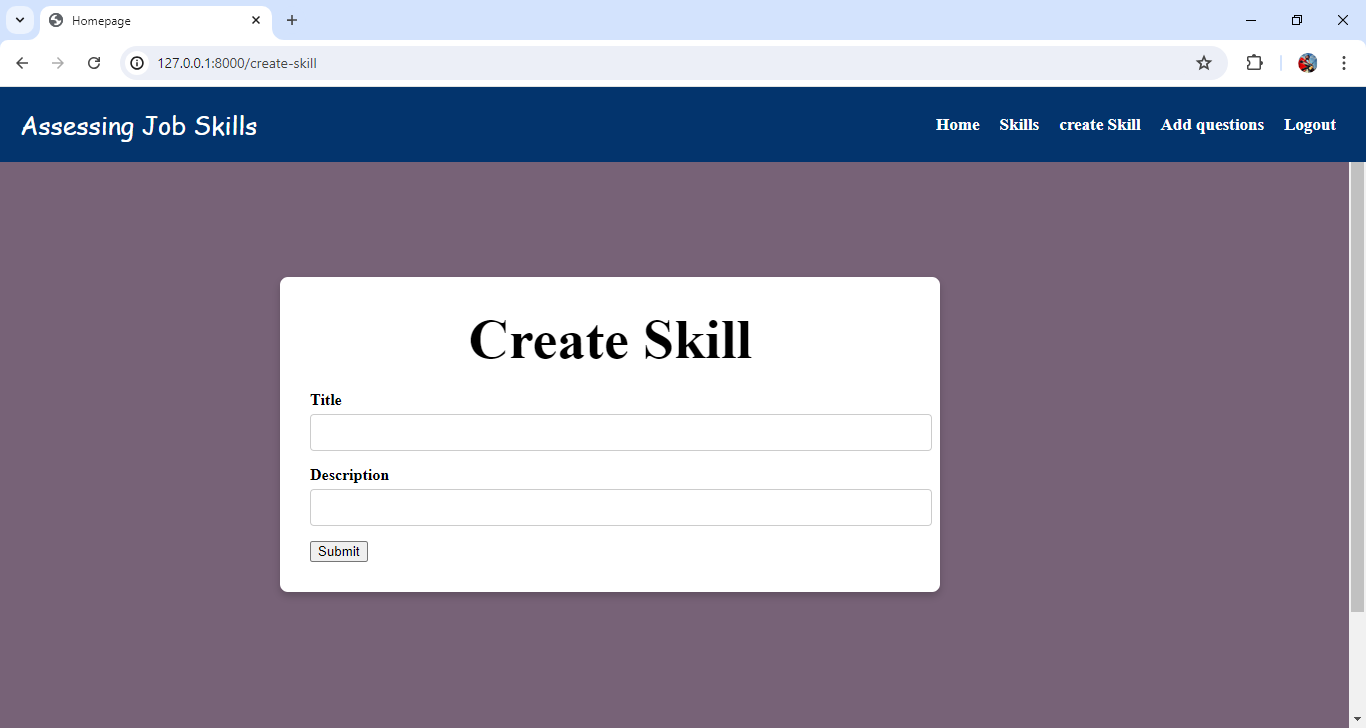 Homepage
127.0.0.1:8000/create-skill
Assessing Job Skills
Home Skills create Skill Add questions Logout
Create Skill
Title
Description
Submit